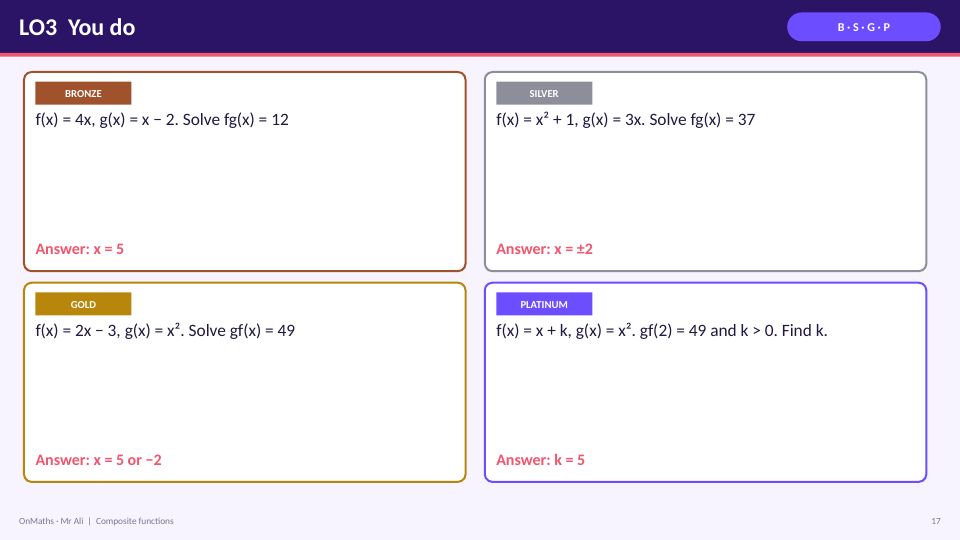 LO3 You do
B · S · G · P
BRONZE
f(x) = 4x, g(x) = x − 2. Solve fg(x) = 12
Answer: x = 5
SILVER
f(x) = x² + 1, g(x) = 3x. Solve fg(x) = 37
Answer: x = ±2
GOLD
f(x) = 2x − 3, g(x) = x². Solve gf(x) = 49
Answer: x = 5 or −2
PLATINUM
f(x) = x + k, g(x) = x². gf(2) = 49 and k > 0. Find k.
Answer: k = 5
OnMaths · Mr Ali | Composite functions
17